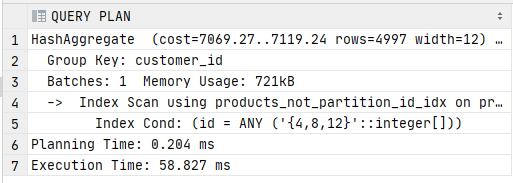 QUERY PLAN
1 HashAggregate  (cost=7069.27..7119.24 rows=4997 width=12) …
2   Group Key: customer_id
3   Batches: 1  Memory Usage: 721kB
4   ->  Index Scan using products_not_partition_id_idx on pr…
5         Index Cond: (id = ANY ('{4,8,12}'::integer[]))
6 Planning Time: 0.204 ms
7 Execution Time: 58.827 ms